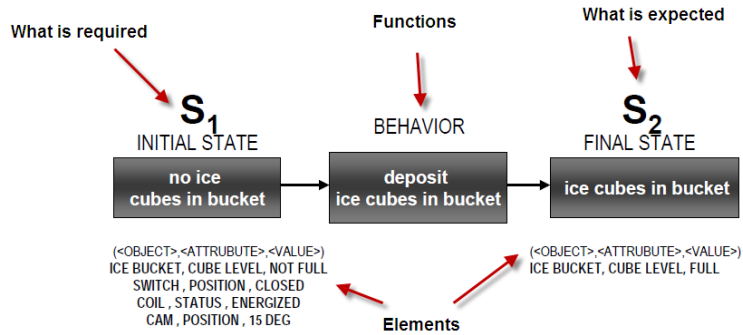 What is required
Functions
What is expected
S1
S2
INITIAL STATE
BEHAVIOR
FINAL STATE
no ice
cubes in bucket
deposit
ice cubes in bucket
ice cubes in bucket
(<OBJECT>,<ATTRUBUTE>,<VALUE>)
ICE BUCKET, CUBE LEVEL, NOT FULL
SWITCH , POSITION , CLOSED
COIL , STATUS , ENERGIZED
CAM , POSITION , 15 DEG
(<OBJECT>,<ATTRUBUTE>,<VALUE>)
ICE BUCKET, CUBE LEVEL, FULL
Elements